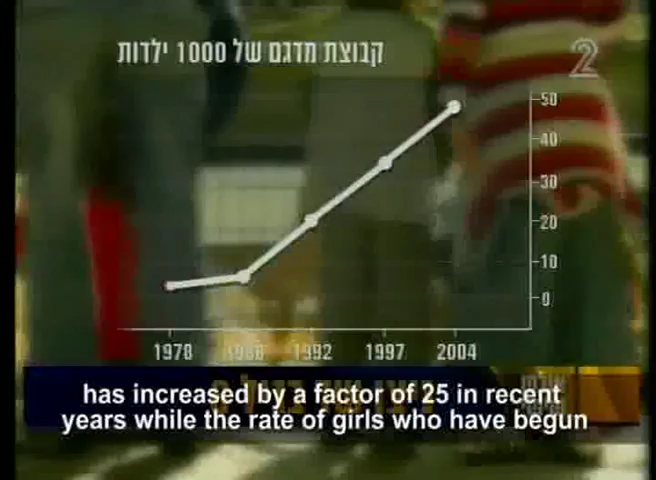 קבוצת מדגם של 1000 ילדות
2
50
40
30
20
10
0
1978 1992 1997 2004
has increased by a factor of 25 in recent
years while the rate of girls who have begun